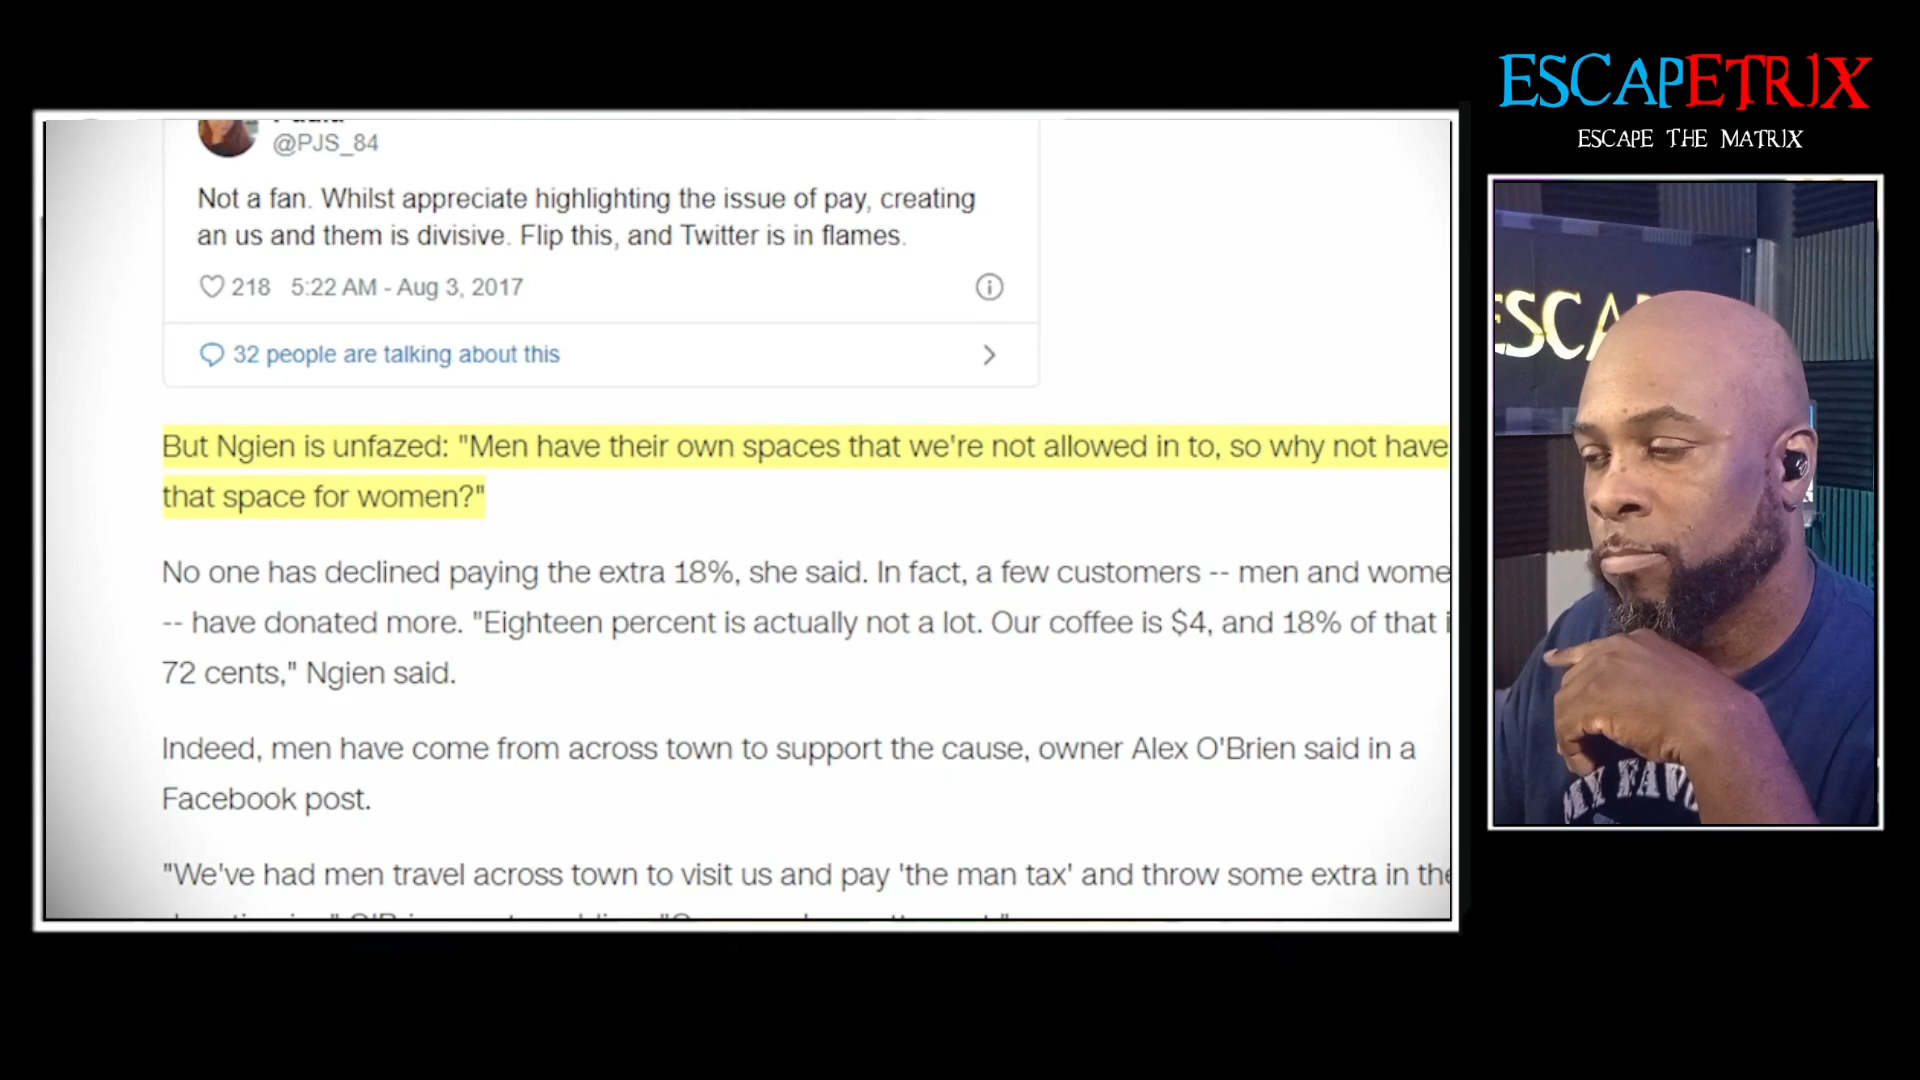 ESCAPETRIX
ESCAPE THE MATRIX
@PJS_84
Not a fan. Whilst appreciate highlighting the issue of pay, creating
an us and them is divisive. Flip this, and Twitter is in flames.
218 5:22 AM - Aug 3, 2017
32 people are talking about this
But Ngien is unfazed: "Men have their own spaces that we're not allowed in to, so why not have
that space for women?"
No one has declined paying the extra 18%, she said. In fact, a few customers -- men and wome
-- have donated more. "Eighteen percent is actually not a lot. Our coffee is $4, and 18% of that i
72 cents," Ngien said.
Indeed, men have come from across town to support the cause, owner Alex O'Brien said in a
Facebook post.
"We've had men travel across town to visit us and pay 'the man tax' and throw some extra in the
ESCA
MY FAV